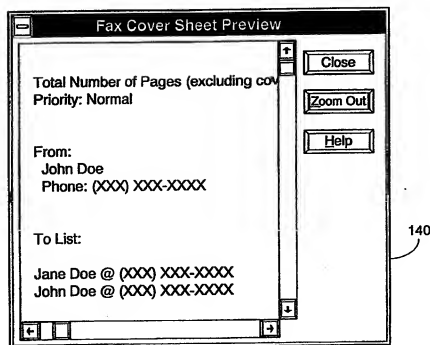 Fax Cover Sheet Preview
Total Number of Pages (excluding cov
Priority: Normal
From:
John Doe
Phone: (XXX) XXX-XXXX
To List:
Jane Doe @ (XXX) XXX-XXXX
John Doe @ (XXX) XXX-XXXX
Close
Zoom Out
Help
140